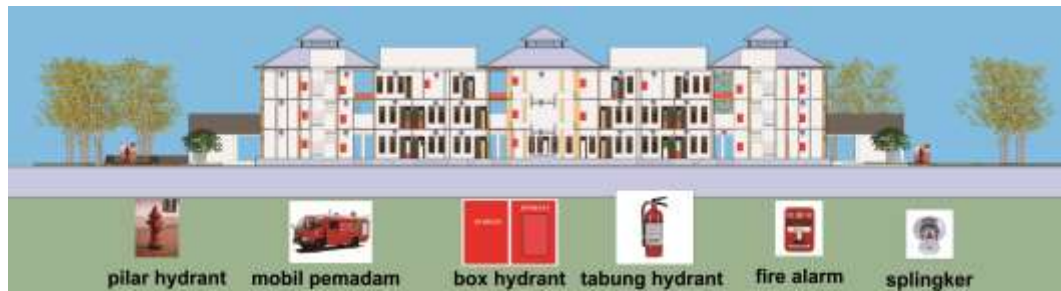 pilar hydrant
mobil pemadam
box hydrant
tabung hydrant
fire alarm
splingker